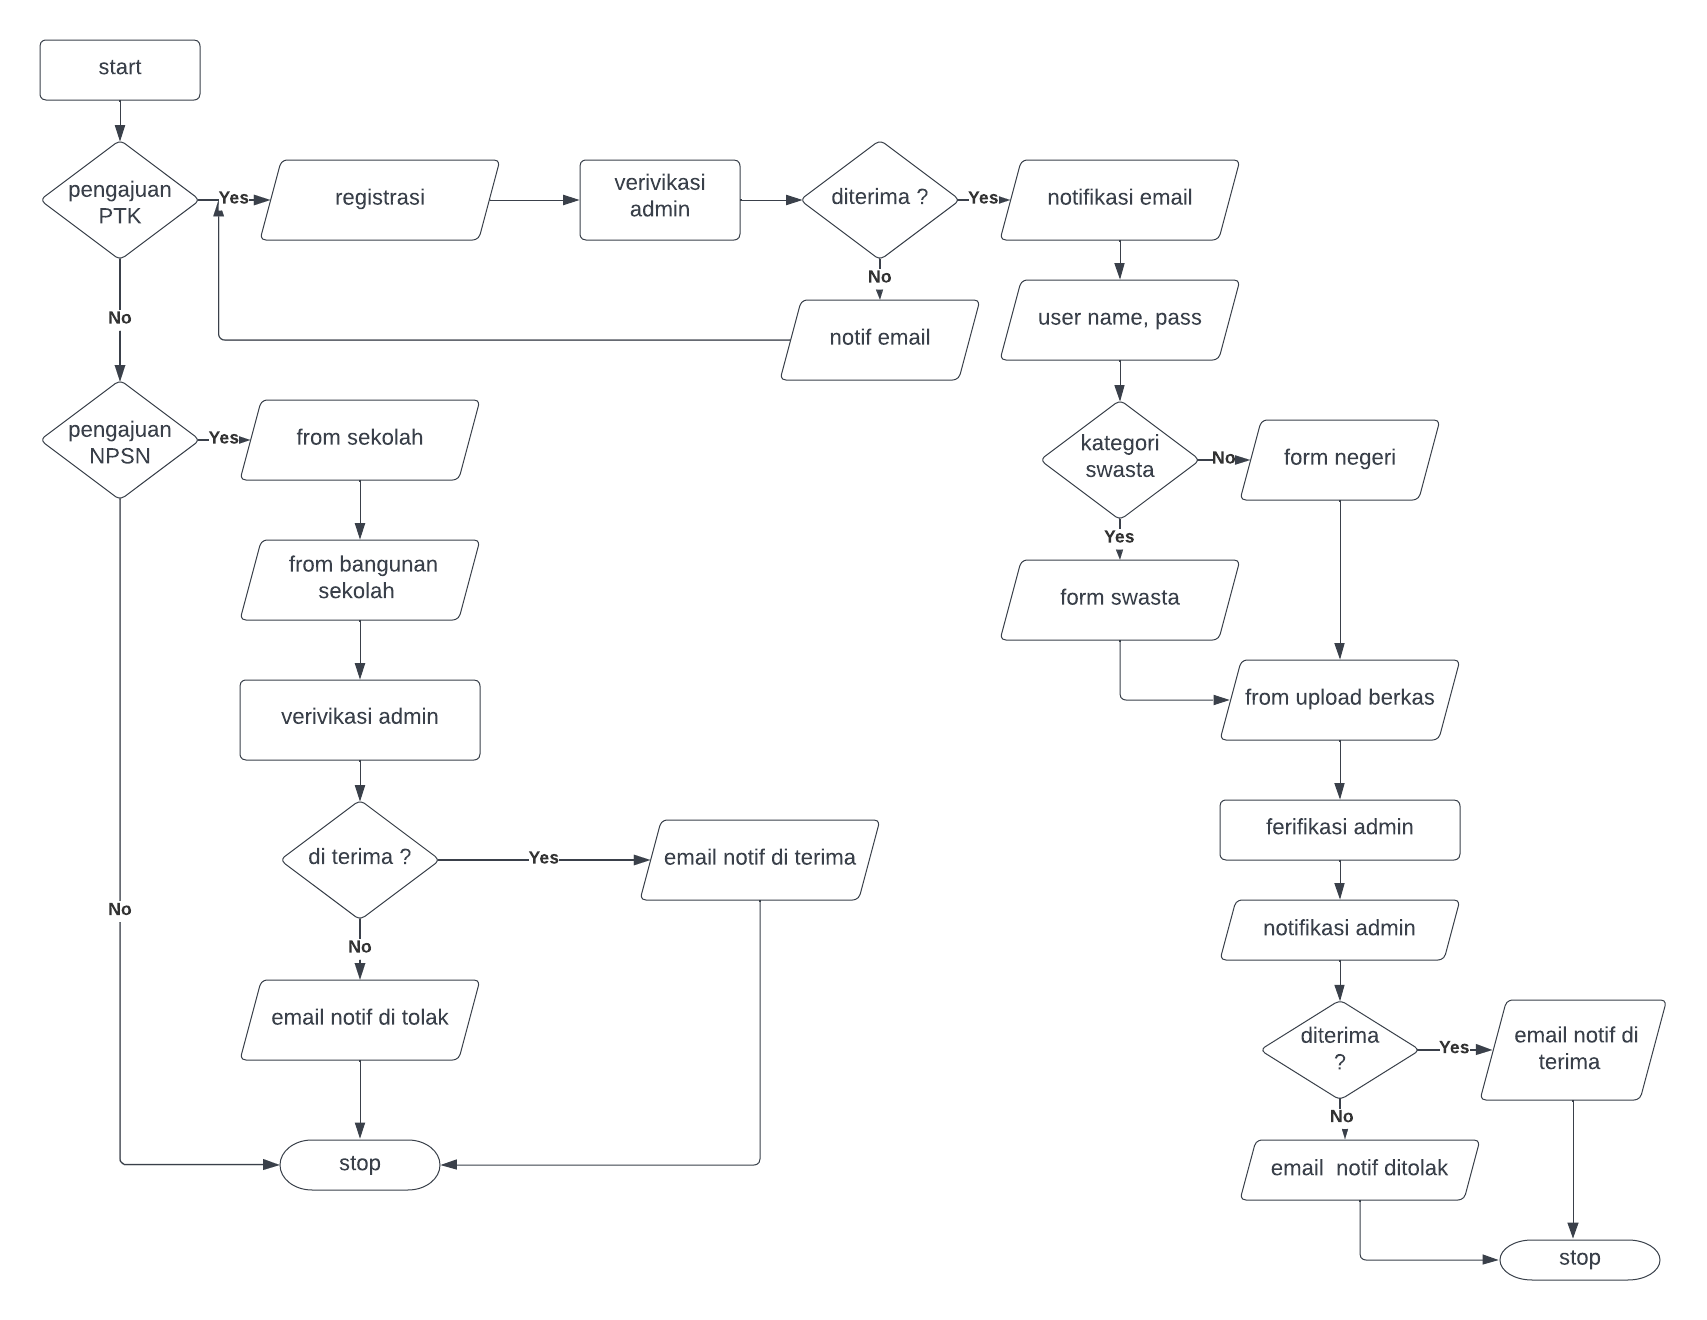 start
pengajuan
PTK
Yes
registrasi
verivikasi
admin
diterima ?
Yes
notifikasi email
No
notif email
user name, pass
No
pengajuan
NPSN
Yes
from sekolah
kategori
swasta
No
form negeri
Yes
form swasta
from bangunan
sekolah
from upload berkas
verivikasi admin
ferifikasi admin
di terima ?
Yes
email notif di terima
No
notifikasi admin
No
email notif di tolak
diterima
?
Yes
email notif di
terima
No
email  notif ditolak
stop
stop